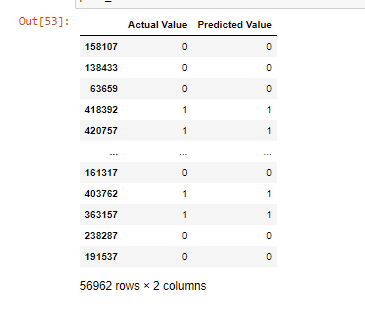 Out[53]:
Actual Value Predicted Value
158107 0 0
138433 0 0
63659 0 0
418392 1 1
420757 1 1
... ... ...
161317 0 0
403762 1 1
363157 1 1
238287 0 0
191537 0 0
56962 rows × 2 columns